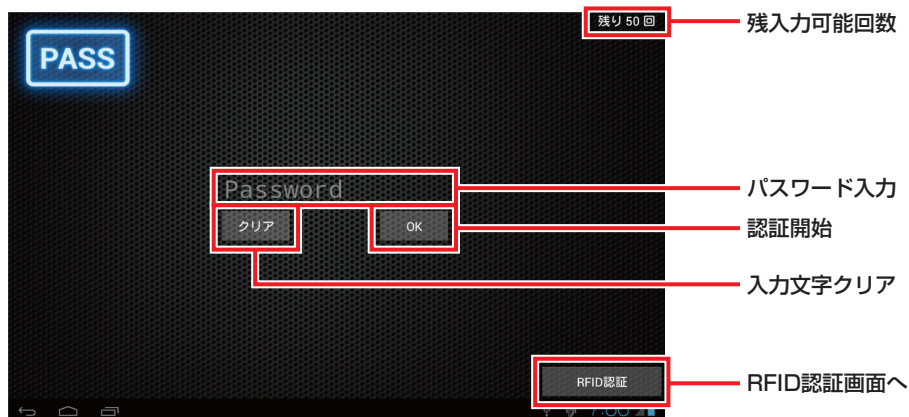 残り 50 回
残入力可能回数
PASS
Password
パスワード入力
クリア
OK
認証開始
入力文字クリア
RFID認証
RFID認証画面へ